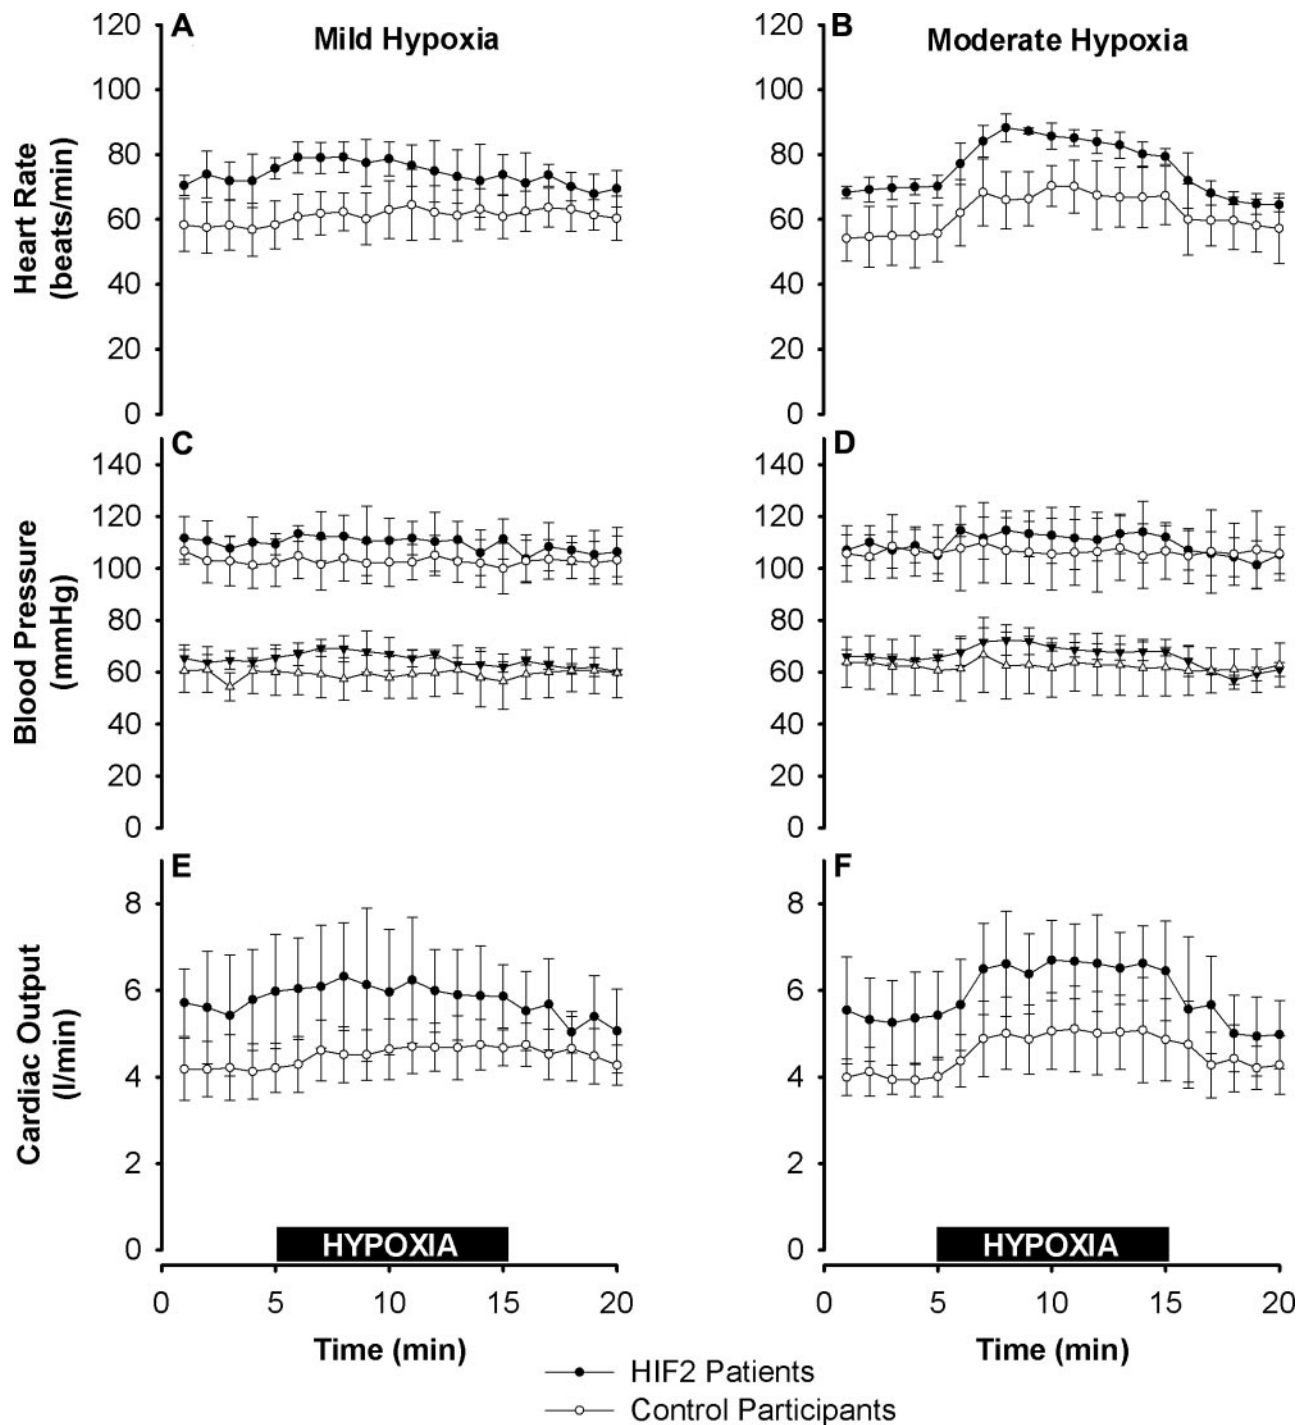 A
Mild Hypoxia
B
Moderate Hypoxia
Heart Rate
(beats/min)
120
100
80
60
40
20
0
120
100
80
60
40
20
0
C
D
Blood Pressure
(mmHg)
140
120
100
80
60
40
20
0
140
120
100
80
60
40
20
0
E
F
Cardiac Output
(l/min)
8
6
4
2
0
8
6
4
2
0
HYPOXIA
HYPOXIA
0 5 10 15 20
0 5 10 15 20
Time (min)
Time (min)
HIF2 Patients
Control Participants